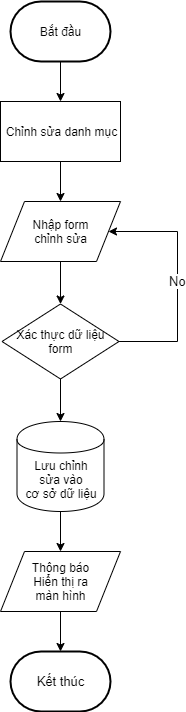 Bắt đầu
Chỉnh sửa danh mục
Nhập form
chỉnh sửa
No
Xác thực dữ liệu
form
Lưu chỉnh
sửa vào
cơ sở dữ liệu
Thông báo
Hiển thị ra
màn hình
Kết thúc